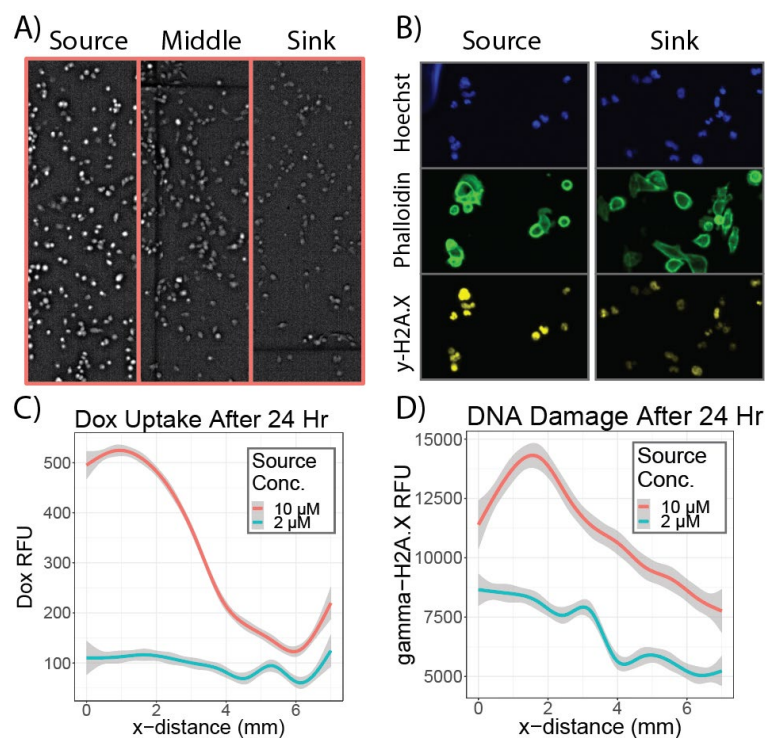 A)
Source Middle Sink
B)
Source Sink
Hoechst
Phalloidin
y-H2A.X
C)
Dox Uptake After 24 Hr
Source
Conc.
10 µM
2 µM
500
400
300
200
100
Dox RFU
0 2 4 6
x-distance (mm)
D)
DNA Damage After 24 Hr
Source
Conc.
10 µM
2 µM
15000
12500
10000
7500
5000
gamma-H2A.X RFU
0 2 4 6
x-distance (mm)